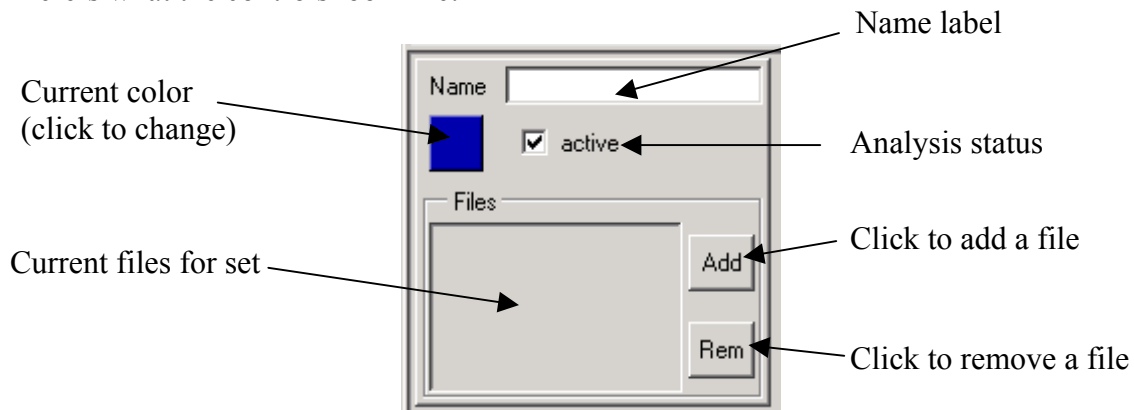 Name label
Name
Current color
(click to change)
active
Analysis status
Files
Click to add a file
Add
Current files for set
Rem
Click to remove a file